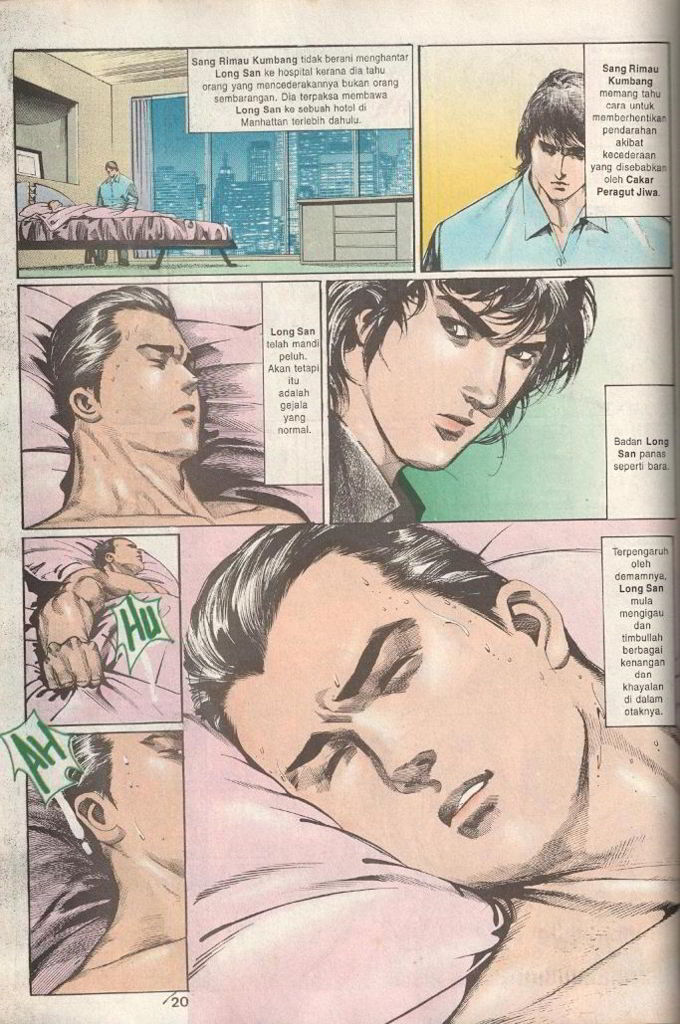 Sang Rimau Kumbang tidak berani menghantar
Long San ke hospital kerana dia tahu
orang yang mencederakannya bukan orang
sembarangan. Dia terpaksa membawa
Long San ke sebuah hotel di
Manhattan terlebih dahulu.
Sang Rimau
Kumbang
memang tahu
cara untuk
memberhentikan
pendarahan
akibat
kecederaan
yang disebabkan
oleh Cakar
Peragut Jiwa.
Long San
telah mandi
peluh.
Akan tetapi
itu
adalah
gejala
yang
normal.
Badan Long
San panas
seperti bara.
HU
AH
Terpengaruh
oleh
demamnya,
Long San
mula
mengigau
dan
timbullah
berbagai
kenangan
dan
khayalan
di dalam
otaknya.
20